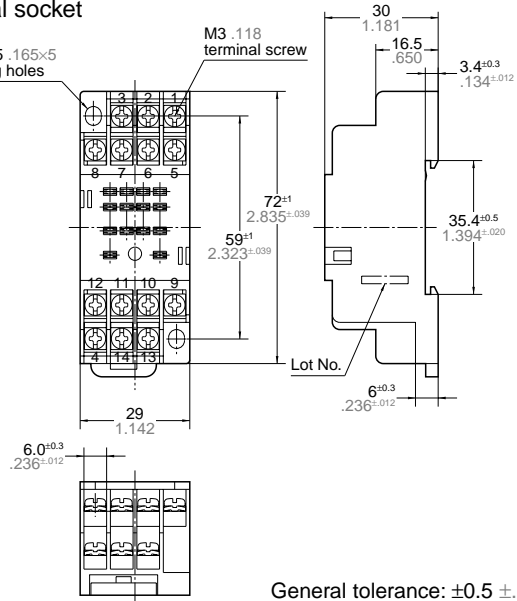 al socket
5 .165×5
g holes
M3 .118
terminal screw
3 2 1
8 7 6 5
12 11 10 9
4 14 13
72±1
2.835±.039
59±1
2.323±.039
29
1.142
30
1.181
16.5
.650
3.4±0.3
.134±.012
35.4±0.5
1.394±.020
Lot No.
6±0.3
.236±.012
6.0±0.3
.236±.012
General tolerance: ±0.5 ±.